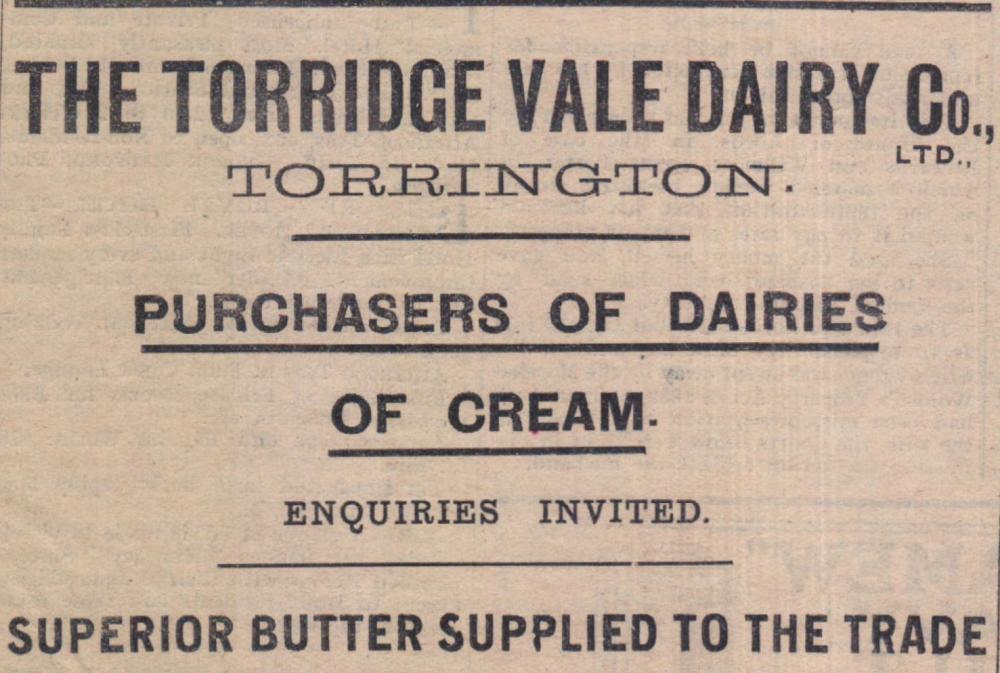 THE TORRIDGE VALE DAIRY Co., LTD.,
TORRINGTON.
PURCHASERS OF DAIRIES
OF CREAM.
ENQUIRIES INVITED.
SUPERIOR BUTTER SUPPLIED TO THE TRADE